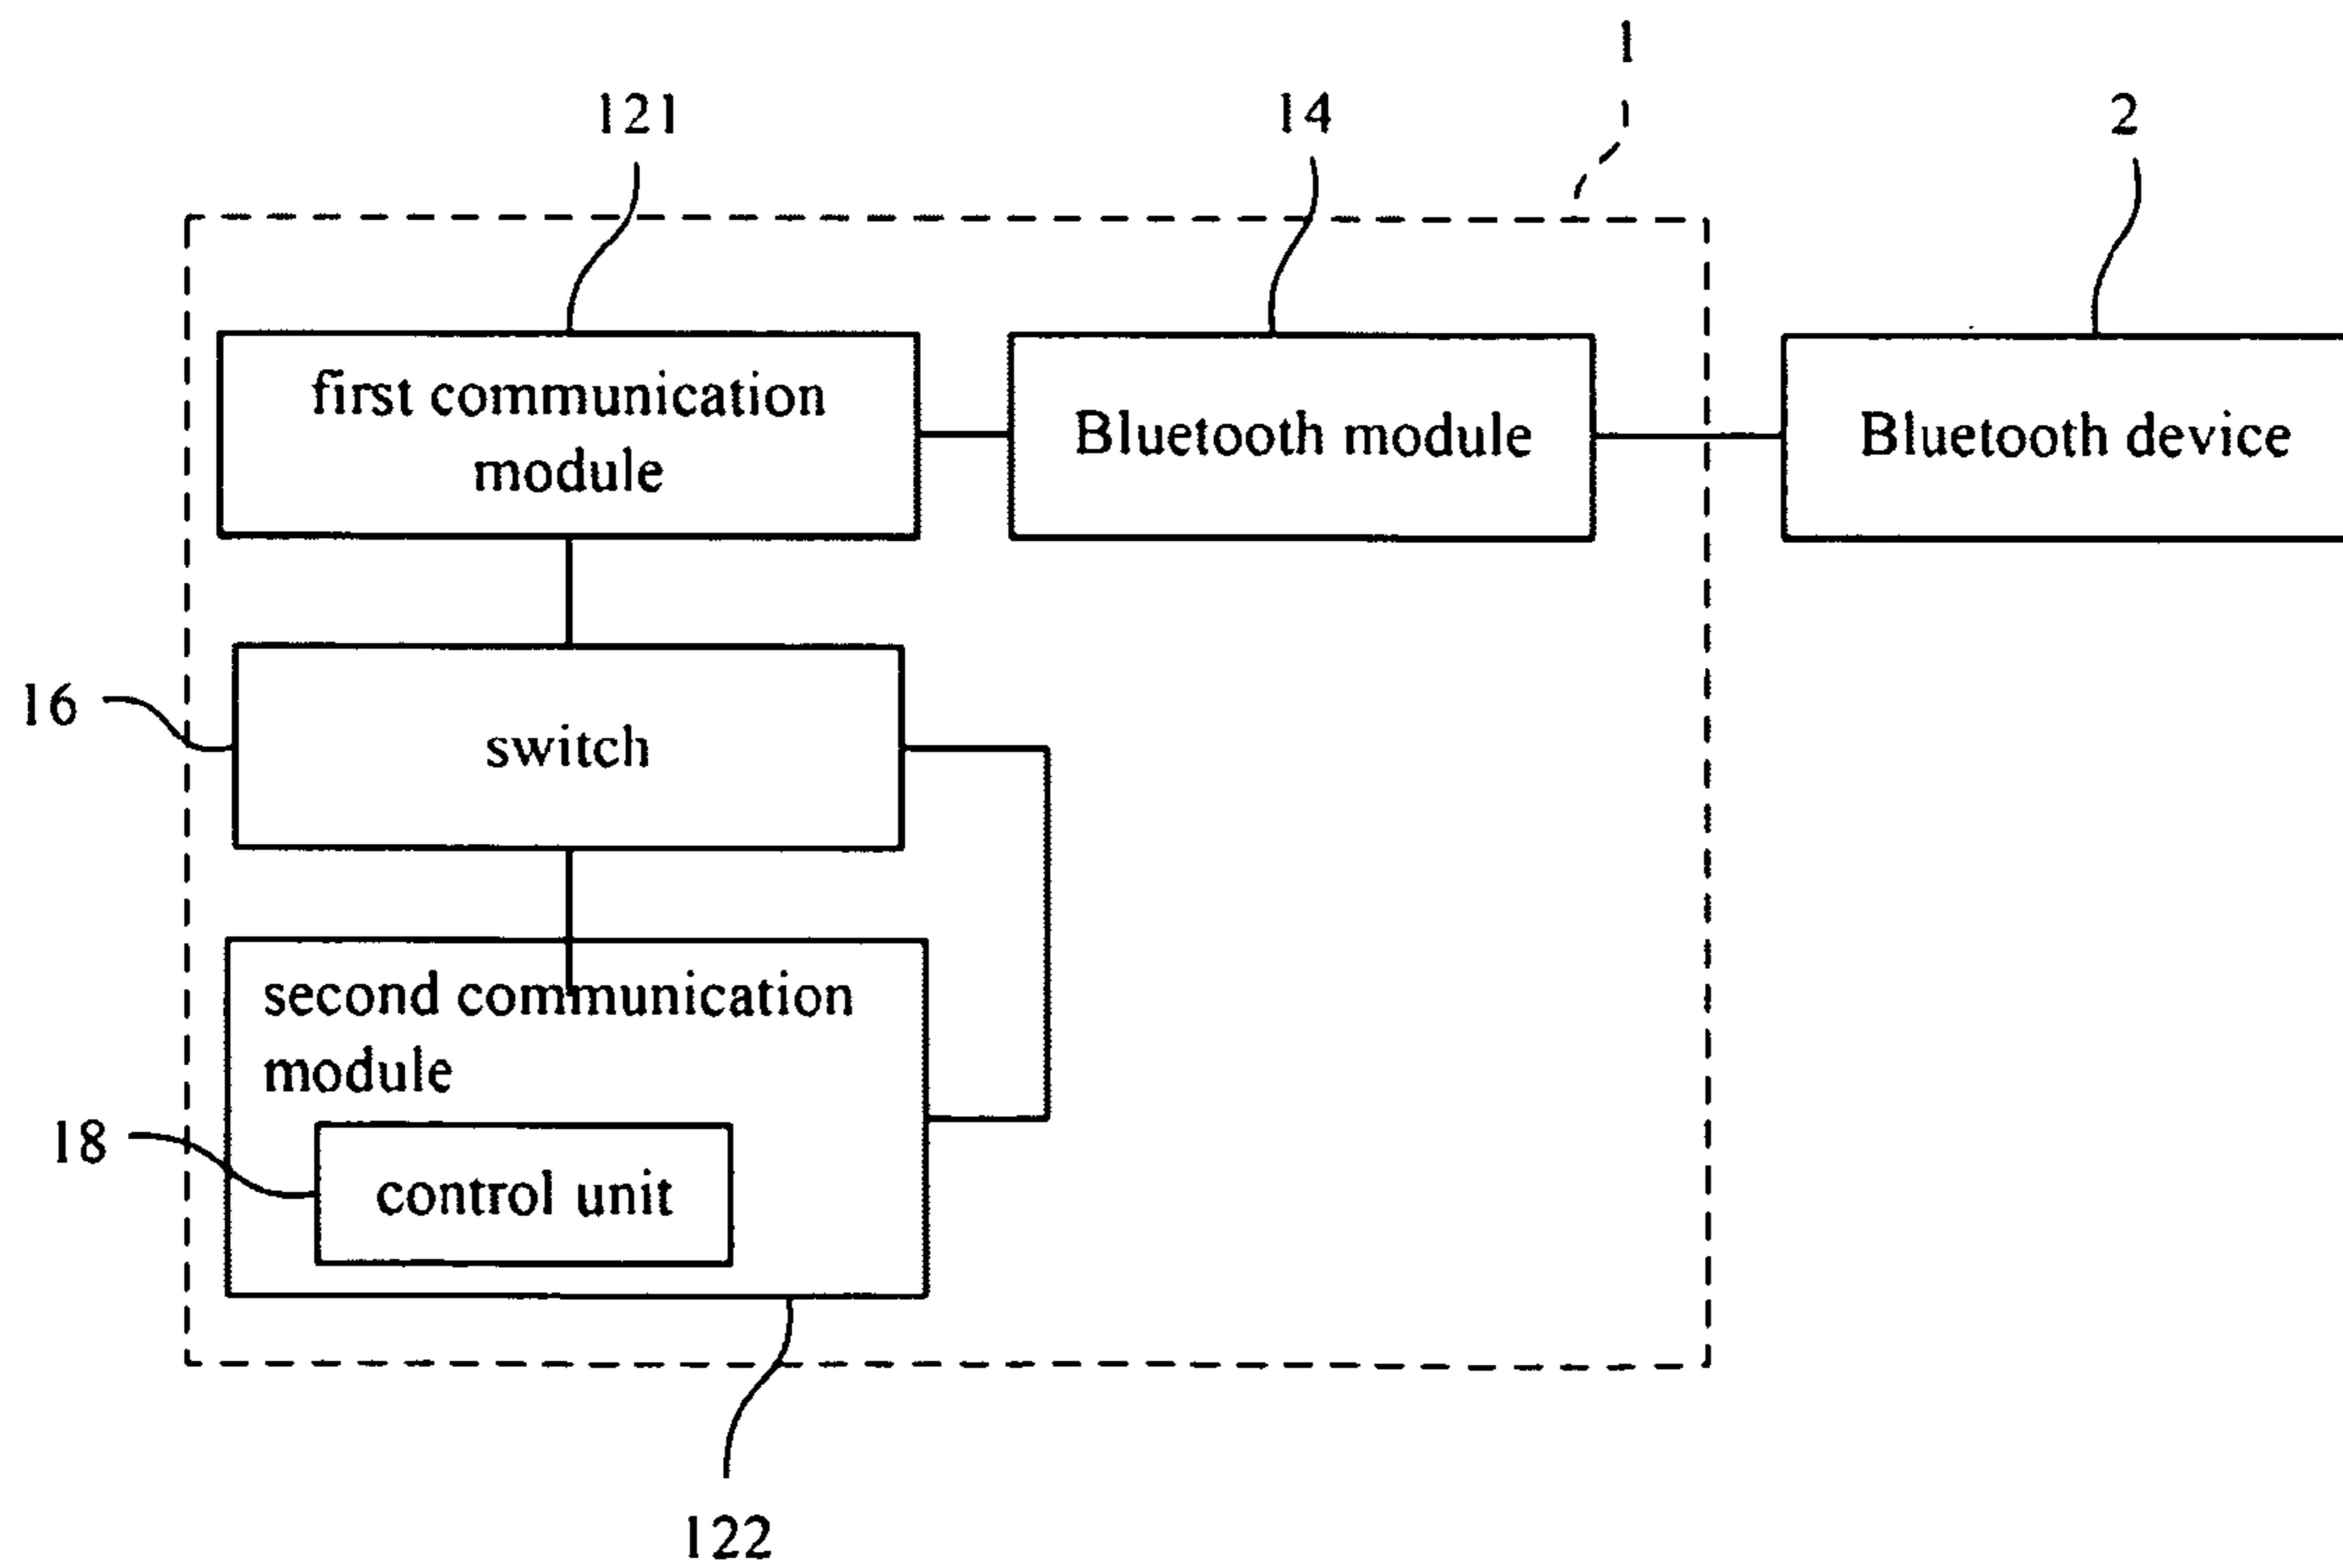 1
121
14
2
first communication
module
Bluetooth module
Bluetooth device
16
switch
second communication
module
18
control unit
122